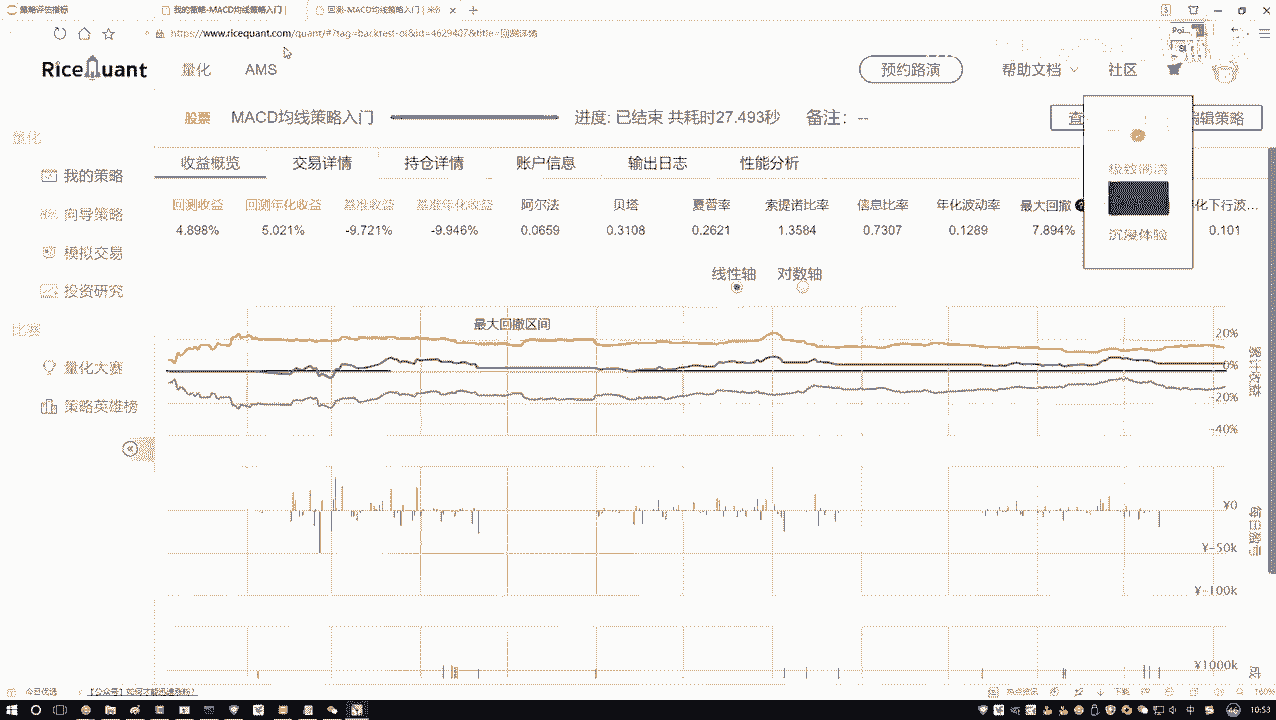 策略评估指标
我的策略-MACD均线策略入门 |
回测-MACD均线策略入门 | 米
https://www.ricequant.com/quant/#?tag=backtest
RiceQuant
量化
AMS
预约路演
帮助文档
社区
股票
MACD均线策略入门
进度: 已结束 共耗时27.493秒
备注: --
编辑策略
收益概览
交易详情
持仓详情
账户信息
输出日志
性能分析
回测收益 回测年化收益 基准收益 基准年化收益 阿尔法 贝塔 夏普率 索提诺比率 信息比率 年化波动率 最大回撤 化下行波...
4.898% 5.021% -9.721% -9.946% 0.0659 0.3108 0.2621 1.3584 0.7307 0.1289 7.894% 0.101
沉浸体验
量化
我的策略
向导策略
模拟交易
投资研究
比赛
量化大赛
策略英雄榜
线性轴
对数轴
最大回撤区间
20%
0%
-20%
-40%
累计收益
¥0
¥-50k
¥-100k
每日盈亏
¥1000k
成
今日优选
160%
中
10:53